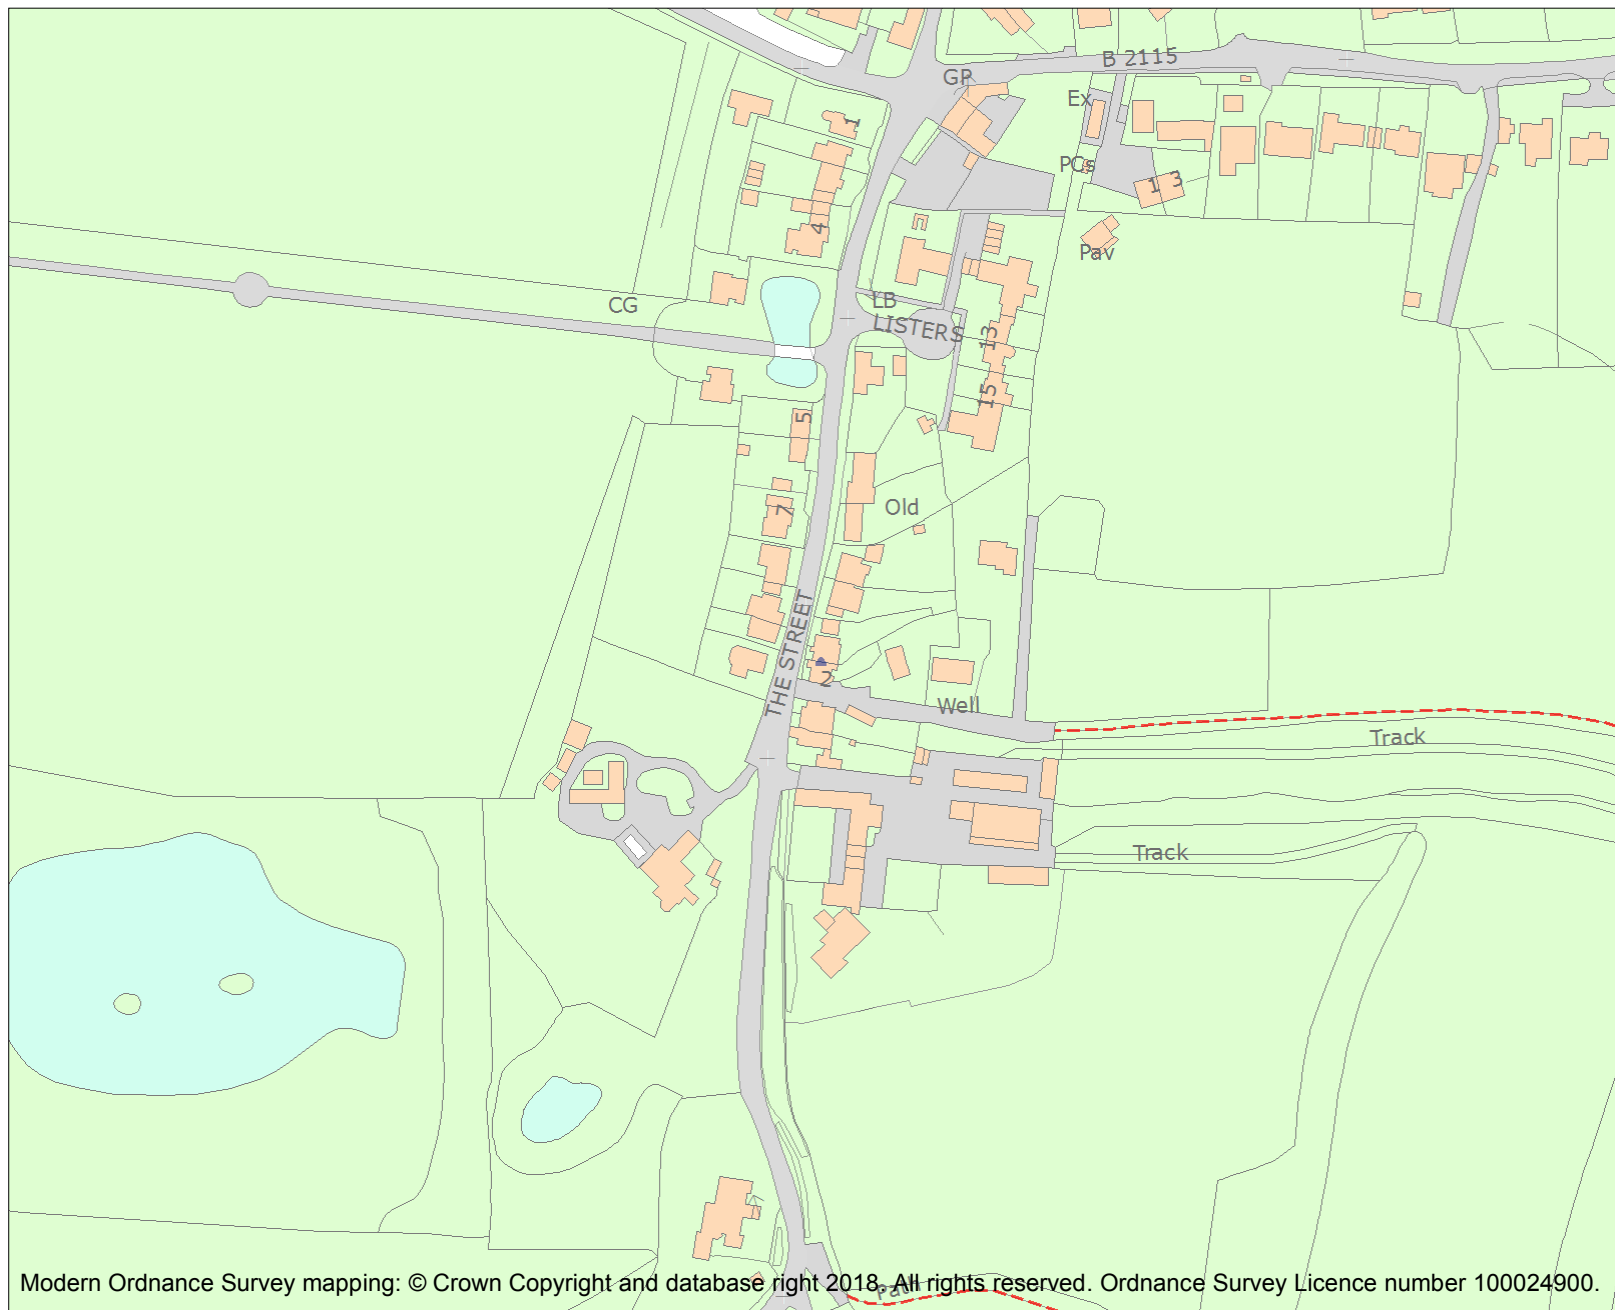 B 2115
GP
Ex
1
PCs
1 3
4
Pav
CG
LB
LISTERS
13
15
5
Old
7
THE STREET
2
Well
Track
Track
Path
Modern Ordnance Survey mapping: © Crown Copyright and database right 2018. All rights reserved. Ordnance Survey Licence number 100024900.